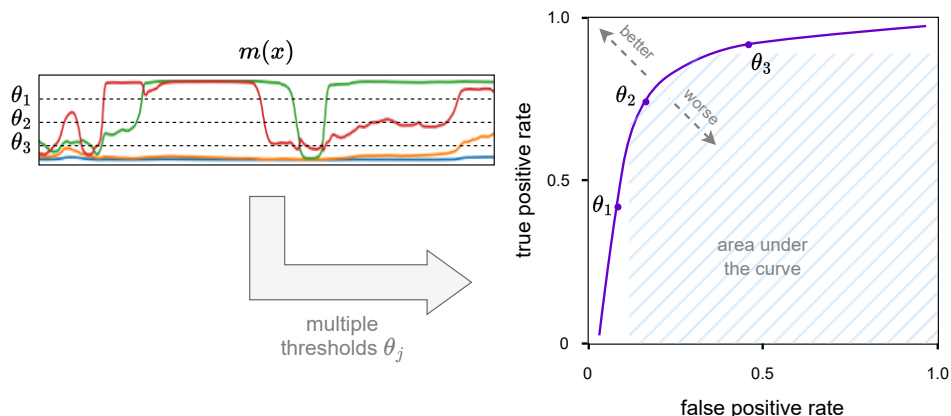 m(x)
θ₁
θ₂
θ₃
multiple
thresholds θⱼ
1.0
better
θ₃
θ₂
worse
true positive rate
0.5
θ₁
area under
the curve
0
0
0.5
1.0
false positive rate